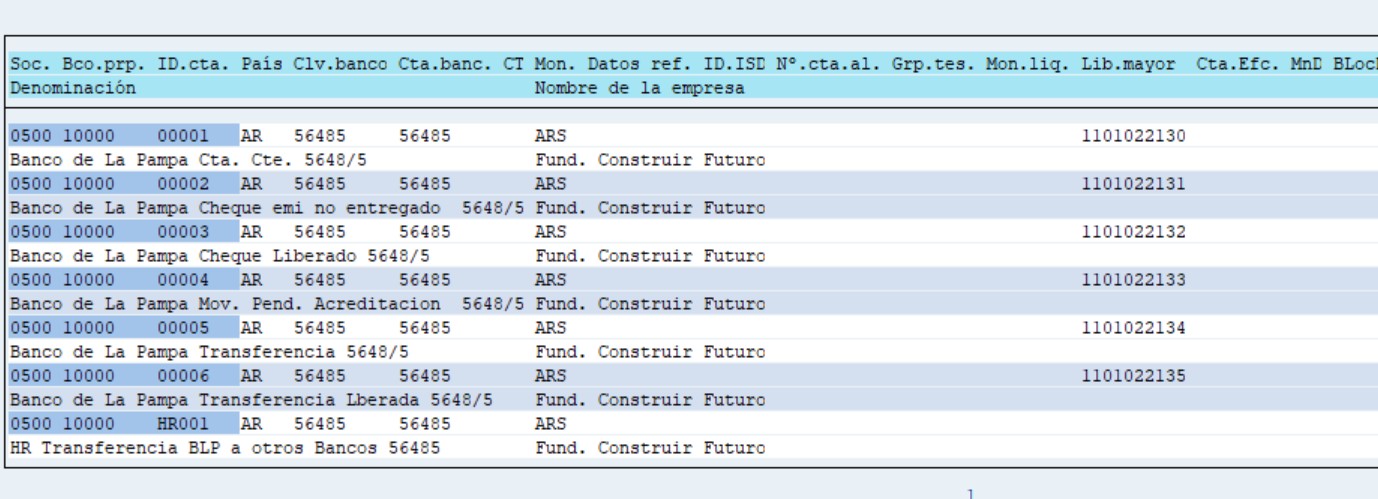 Soc. Bco.prp. ID.cta. País Clv.banco Cta.banc. CT Mon. Datos ref. ID.ISD Nº.cta.al. Grp.tes. Mon.liq. Lib.mayor Cta.Efc. MnD BLock
Denominación Nombre de la empresa
0500 10000 00001 AR 56485 56485 ARS 1101022130
Banco de La Pampa Cta. Cte. 5648/5 Fund. Construir Futuro
0500 10000 00002 AR 56485 56485 ARS 1101022131
Banco de La Pampa Cheque emi no entregado 5648/5 Fund. Construir Futuro
0500 10000 00003 AR 56485 56485 ARS 1101022132
Banco de La Pampa Cheque Liberado 5648/5 Fund. Construir Futuro
0500 10000 00004 AR 56485 56485 ARS 1101022133
Banco de La Pampa Mov. Pend. Acreditacion 5648/5 Fund. Construir Futuro
0500 10000 00005 AR 56485 56485 ARS 1101022134
Banco de La Pampa Transferencia 5648/5 Fund. Construir Futuro
0500 10000 00006 AR 56485 56485 ARS 1101022135
Banco de La Pampa Transferencia Lberada 5648/5 Fund. Construir Futuro
0500 10000 HR001 AR 56485 56485 ARS
HR Transferencia BLP a otros Bancos 56485 Fund. Construir Futuro
1